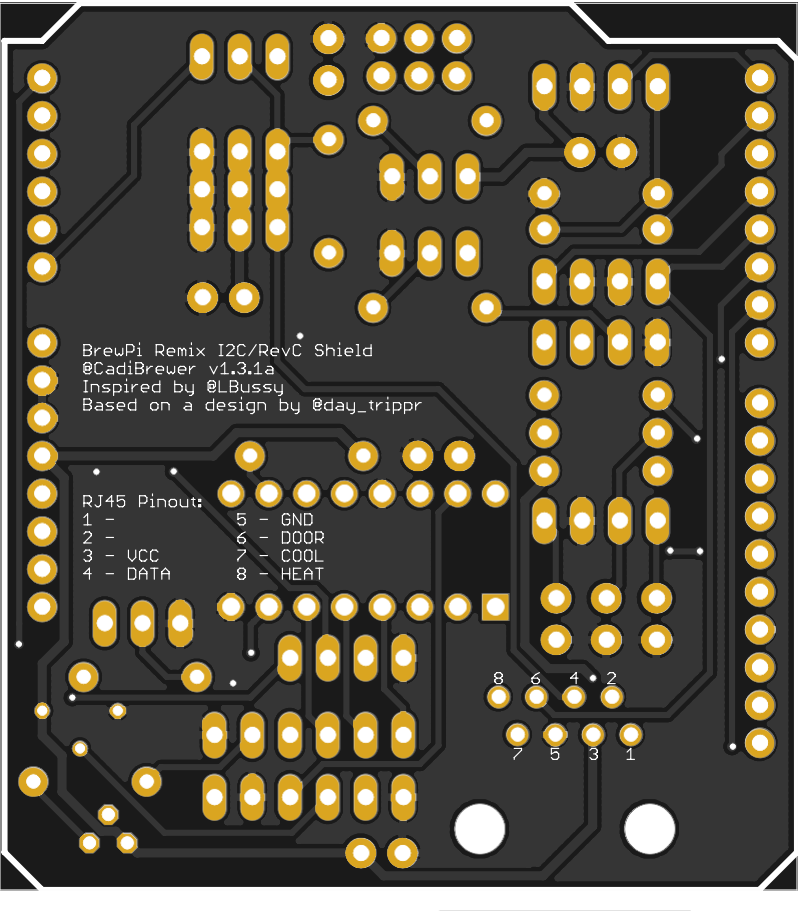 BrewPi Remix I2C/RevC Shield
@CadiBrewer v1.3.1a
Inspired by @LBussy
Based on a design by @day_trippr
RJ45 Pinout:
1 - 5 - GND
2 - 6 - DOOR
3 - VCC 7 - COOL
4 - DATA 8 - HEAT
8 6 4 2
7 5 3 1